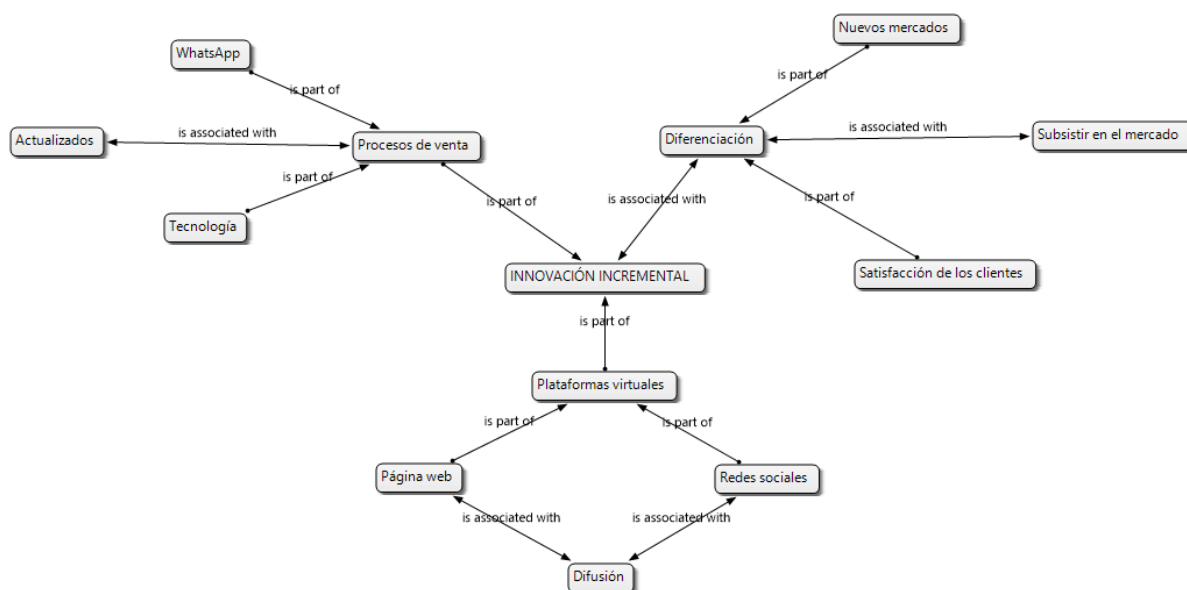 Nuevos mercados
WhatsApp
is part of
is part of
Actualizados
is associated with
Procesos de venta
Diferenciación
is associated with
Subsistir en el mercado
is part of
Tecnología
is part of
is associated with
is part of
INNOVACIÓN INCREMENTAL
Satisfacción de los clientes
is part of
Plataformas virtuales
is part of
is part of
Página web
Redes sociales
is associated with
is associated with
Difusión